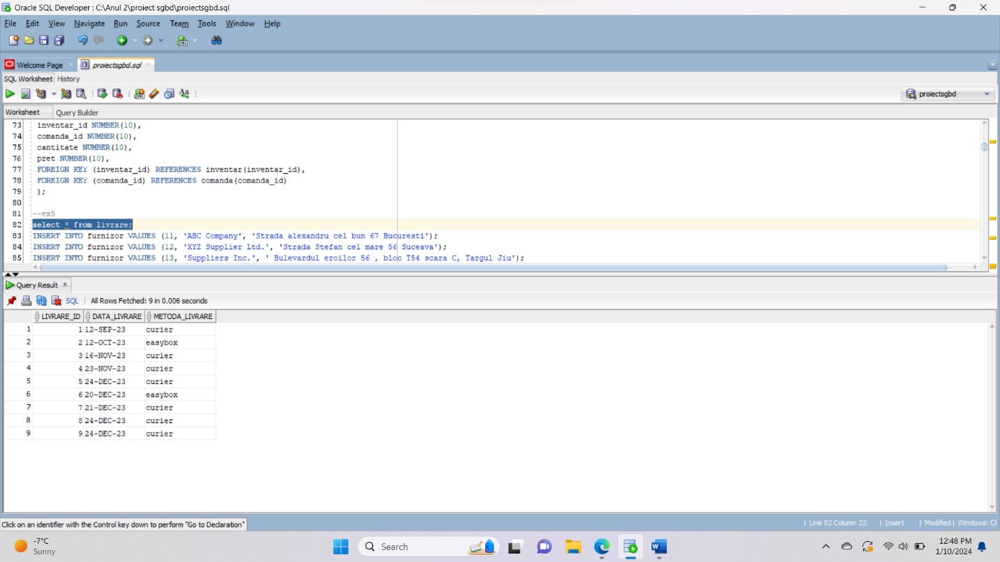 Oracle SQL Developer : C:\Anul 2\proiect sgbd\proiectsgbd.sql
File Edit View Navigate Run Source Team Tools Window Help
Welcome Page proiectsgbd.sql
SQL Worksheet History
proiectsgbd
Worksheet Query Builder
73 inventar_id NUMBER(10),
74 comanda_id NUMBER(10),
75 cantitate NUMBER(10),
76 pret NUMBER(10),
77 FOREIGN KEY (inventar_id) REFERENCES inventar(inventar_id),
78 FOREIGN KEY (comanda_id) REFERENCES comanda(comanda_id)
79 );
80
81 --ex5
82 select * from livrare;
83 INSERT INTO furnizor VALUES (11, 'ABC Company', 'Strada alexandru cel bun 67 Bucuresti');
84 INSERT INTO furnizor VALUES (12, 'XYZ Supplier Ltd.', 'Strada Stefan cel mare 56 Suceava');
85 INSERT INTO furnizor VALUES (13, 'Suppliers Inc.', ' Bulevardul eroilor 56 , bloc T54 scara C, Targul Jiu');
Query Result x
SQL | All Rows Fetched: 9 in 0.006 seconds
LIVRARE_ID DATA_LIVRARE METODA_LIVRARE
1 1 12-SEP-23 curier
2 2 12-OCT-23 easybox
3 3 16-NOV-23 curier
4 4 23-NOV-23 curier
5 5 24-DEC-23 curier
6 6 20-DEC-23 easybox
7 7 21-DEC-23 curier
8 8 24-DEC-23 curier
9 9 24-DEC-23 curier
Click on an identifier with the Control key down to perform "Go to Declaration"
| Line 82 Column 23 | Insert | Modified | Windows: CR
-7°C
Sunny
Search
12:48 PM
1/10/2024